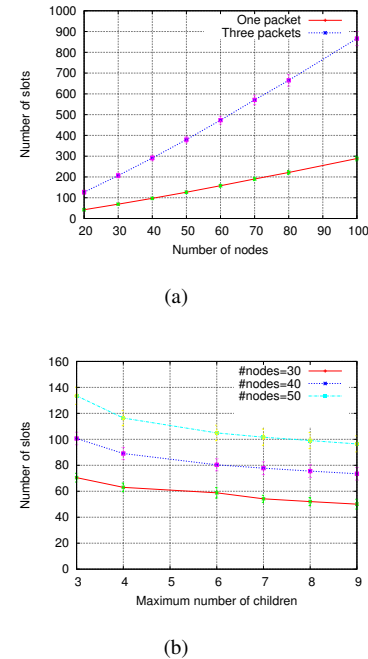 One packet
Three packets
1000
900
800
700
600
500
400
300
200
100
0
20 30 40 50 60 70 80 90 100
Number of slots
Number of nodes
(a)
#nodes=30
#nodes=40
#nodes=50
160
140
120
100
80
60
40
20
0
3 4 5 6 7 8 9
Number of slots
Maximum number of children
(b)